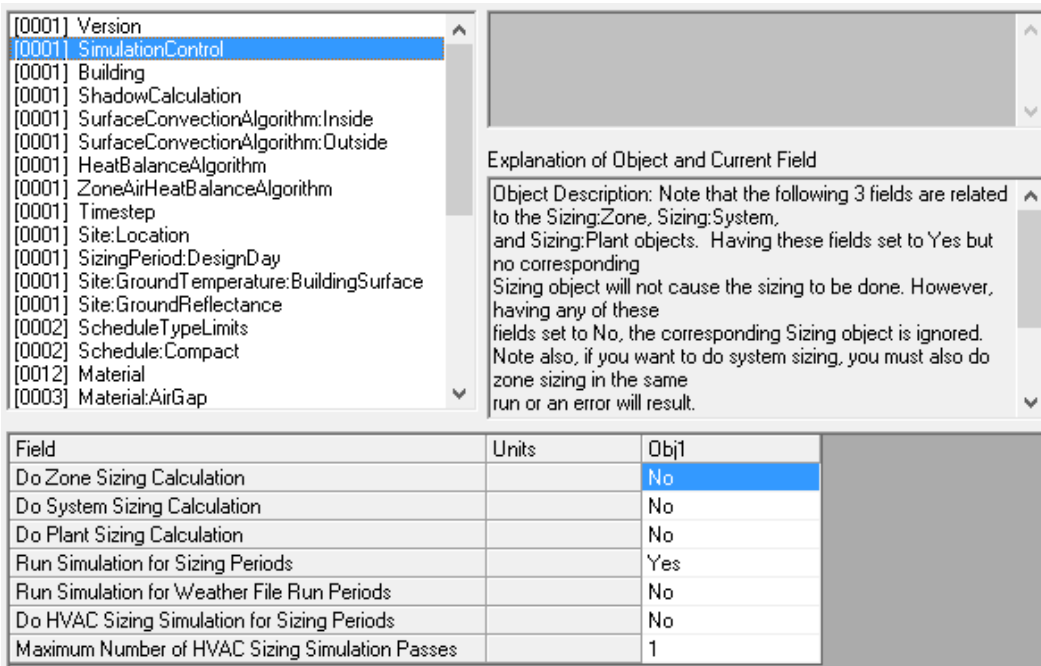 [0001] Version
[0001] SimulationControl
[0001] Building
[0001] ShadowCalculation
[0001] SurfaceConvectionAlgorithm:Inside
[0001] SurfaceConvectionAlgorithm:Outside
[0001] HeatBalanceAlgorithm
[0001] ZoneAirHeatBalanceAlgorithm
[0001] Timestep
[0001] Site:Location
[0001] SizingPeriod:DesignDay
[0001] Site:GroundTemperature:BuildingSurface
[0001] Site:GroundReflectance
[0002] ScheduleTypeLimits
[0002] Schedule:Compact
[0012] Material
[0003] Material:AirGap
Explanation of Object and Current Field
Object Description: Note that the following 3 fields are related
to the Sizing:Zone, Sizing:System,
and Sizing:Plant objects. Having these fields set to Yes but
no corresponding
Sizing object will not cause the sizing to be done. However,
having any of these
fields set to No, the corresponding Sizing object is ignored.
Note also, if you want to do system sizing, you must also do
zone sizing in the same
run or an error will result.
Field Units Obj1
Do Zone Sizing Calculation No
Do System Sizing Calculation No
Do Plant Sizing Calculation No
Run Simulation for Sizing Periods Yes
Run Simulation for Weather File Run Periods No
Do HVAC Sizing Simulation for Sizing Periods No
Maximum Number of HVAC Sizing Simulation Passes 1